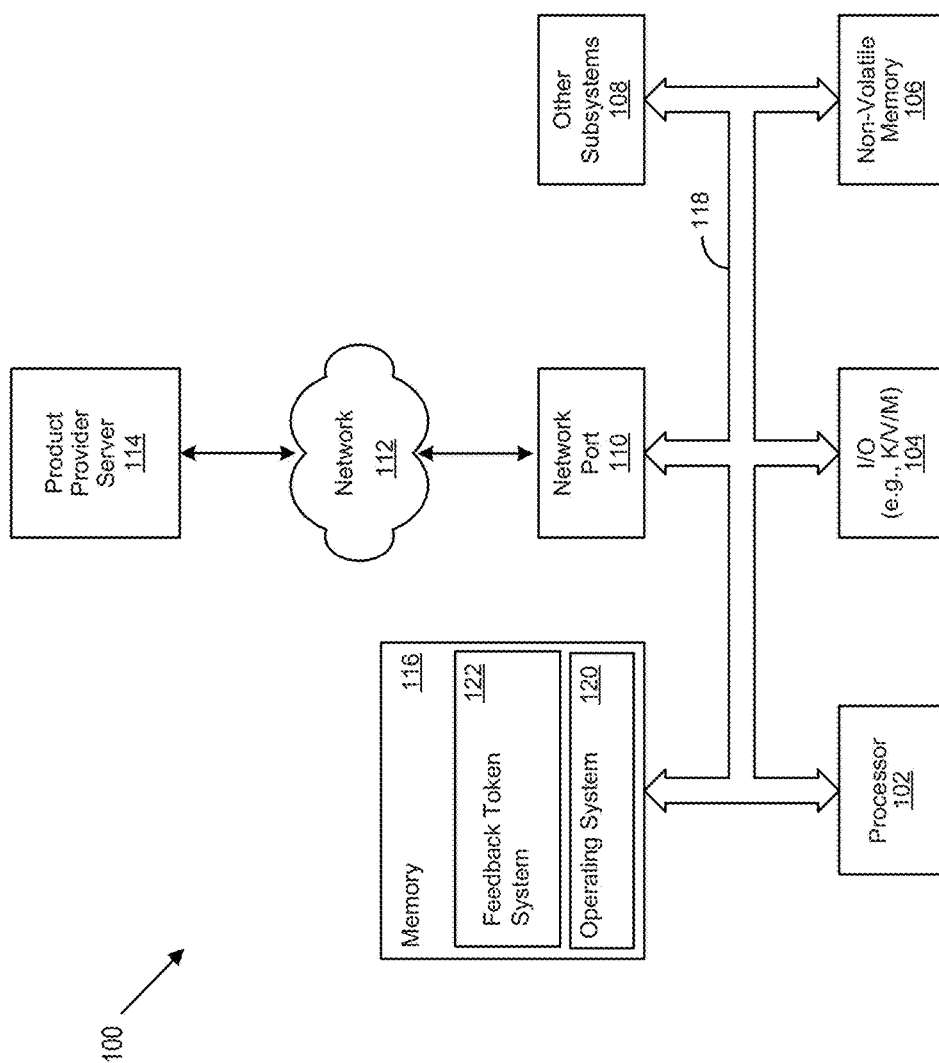 100
Memory
116
Feedback Token
System
122
Operating System
120
Processor
102
Product
Provider
Server
114
Network
112
Network
Port
110
I/O
(e.g., K/V/M)
104
118
Other
Subsystems
108
Non-Volatile
Memory
106